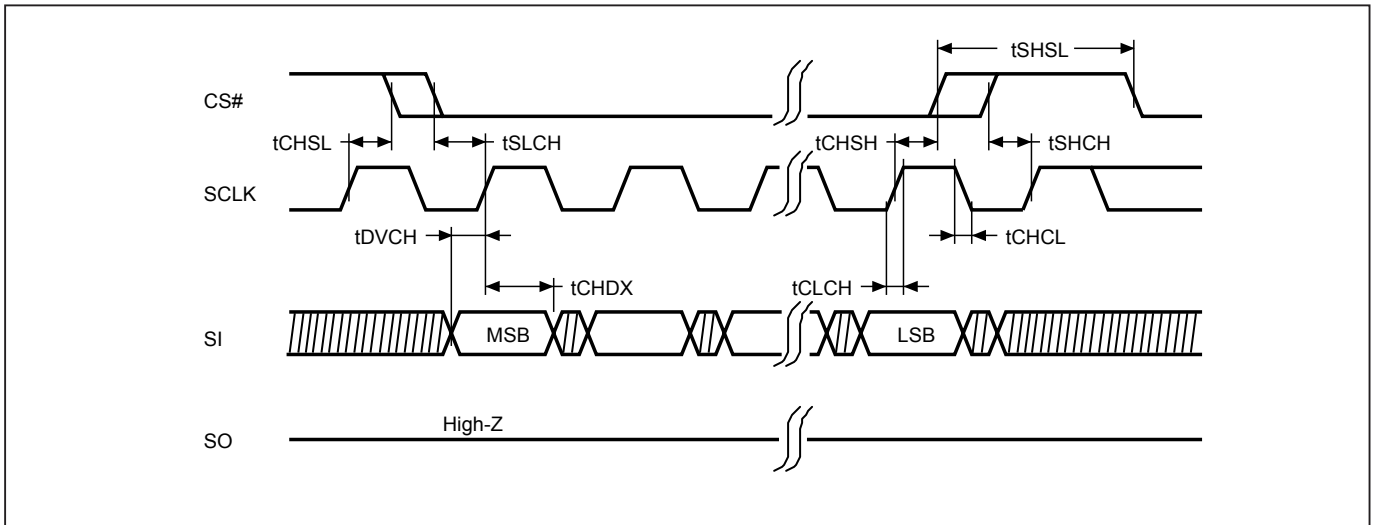 tSHSL
CS#
tCHSL
tSLCH
tCHSH
tSHCH
SCLK
tDVCH
tCHCL
tCHDX
tCLCH
SI
MSB
LSB
High-Z
SO